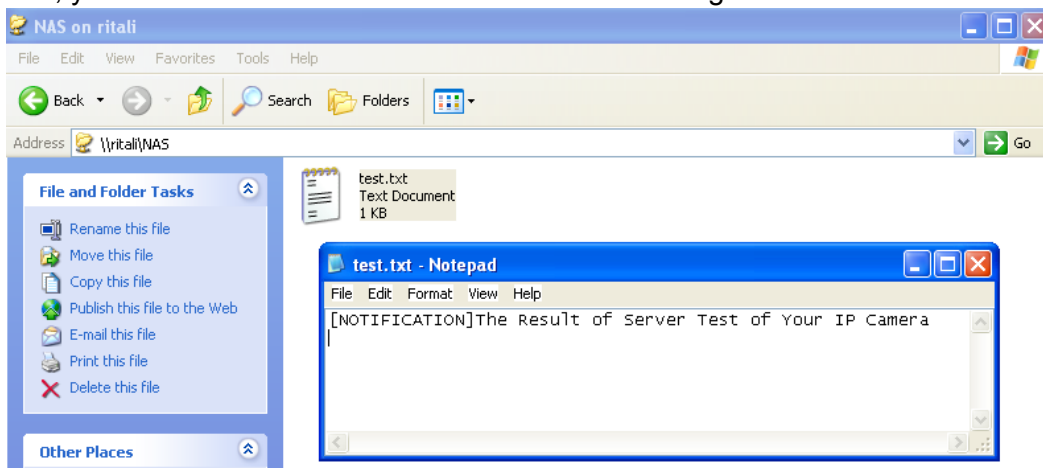 NAS on ritali
File Edit View Favorites Tools Help
Back Search Folders
Address \\ritali\NAS Go
File and Folder Tasks
Rename this file
Move this file
Copy this file
Publish this file to the Web
E-mail this file
Print this file
Delete this file
Other Places
test.txt
Text Document
1 KB
test.txt - Notepad
File Edit Format View Help
[NOTIFICATION]The Result of Server Test of Your IP Camera